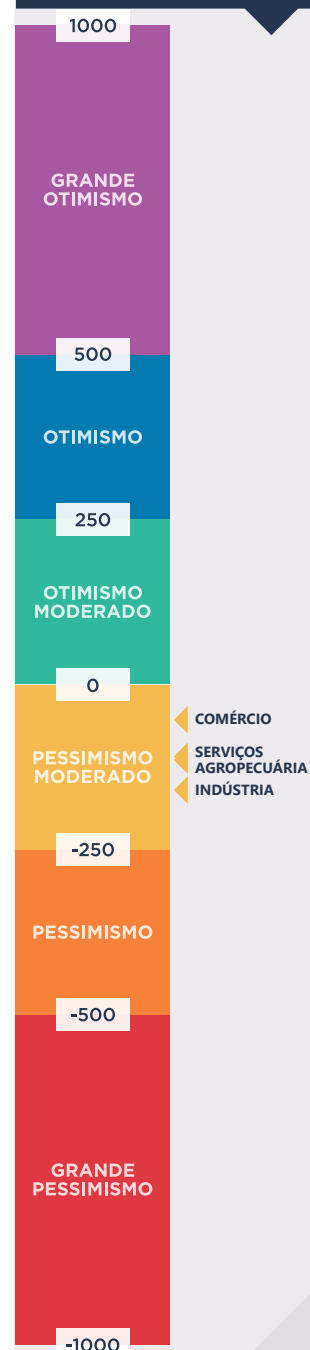 1000
GRANDE
OTIMISMO
500
OTIMISMO
250
OTIMISMO
MODERADO
0
COMÉRCIO
SERVIÇOS
PESSIMISMO
MODERADO
AGROPECUÁRIA
INDÚSTRIA
-250
PESSIMISMO
-500
GRANDE
PESSIMISMO
-1000